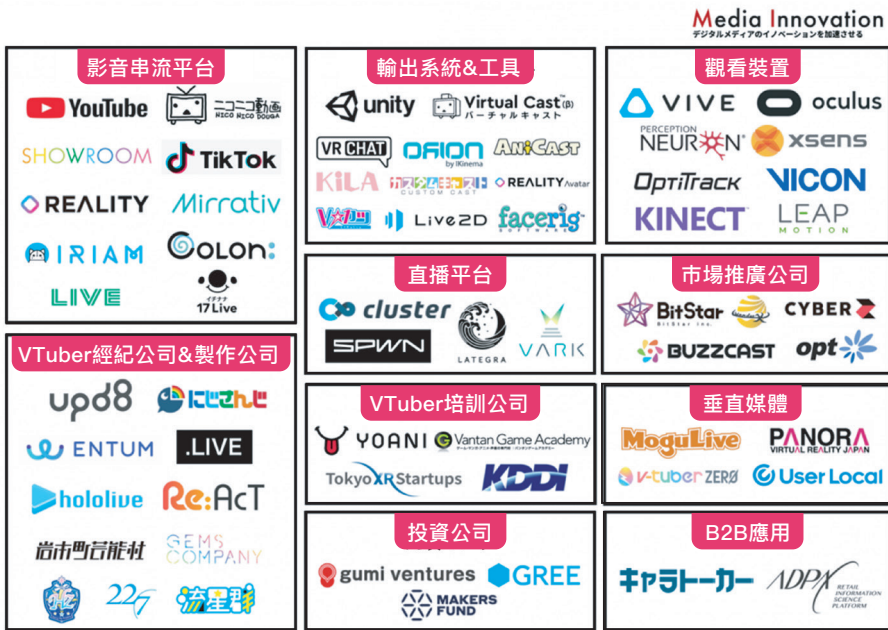 Media Innovation
デジタルメディアのイノベーションを加速させる
影音串流平台
YouTube
ニコニコ動画
NICO NICO DOUGA
SHOWROOM
TikTok
REALITY
Mirrativ
IRIAM
COLON:
LIVE
イチナナ
17 Live
輸出系統&工具
unity
Virtual Cast™(β)
バーチャルキャスト
VR CHAT
ORION
by IKinema
ANiCAST
KiLA
カスタムキャスト
CUSTOM CAST
REALITY Avatar
Vカツ
Live2D
facerig
SOFTWARE
觀看裝置
VIVE
oculus
PERCEPTION
NEURON
xsens
OPTiTRACK
VICON
KINECT
LEAP
MOTION
直播平台
cluster
SPWN
LATEGRA
VARK
市場推廣公司
BitStar
BitStar Inc.
CYBER Z
BUZZCAST
opt
VTuber經紀公司&製作公司
upd8
にじさんじ
ENTUM
.LIVE
hololive
Re:AcT
岩本町芸能社
GEMS
COMPANY
22/7
流星群
VTuber培訓公司
YOANI
Vantan Game Academy
Tokyo XR Startups
KDDI
垂直媒體
MoguLive
PANORA
VIRTUAL REALITY JAPAN
V-tuber ZERØ
User Local
投資公司
gumi ventures
GREE
MAKERS
FUND
B2B應用
キャラトーカー
ADPX
RETAIL
INFORMATION
SCIENCE
PLATFORM